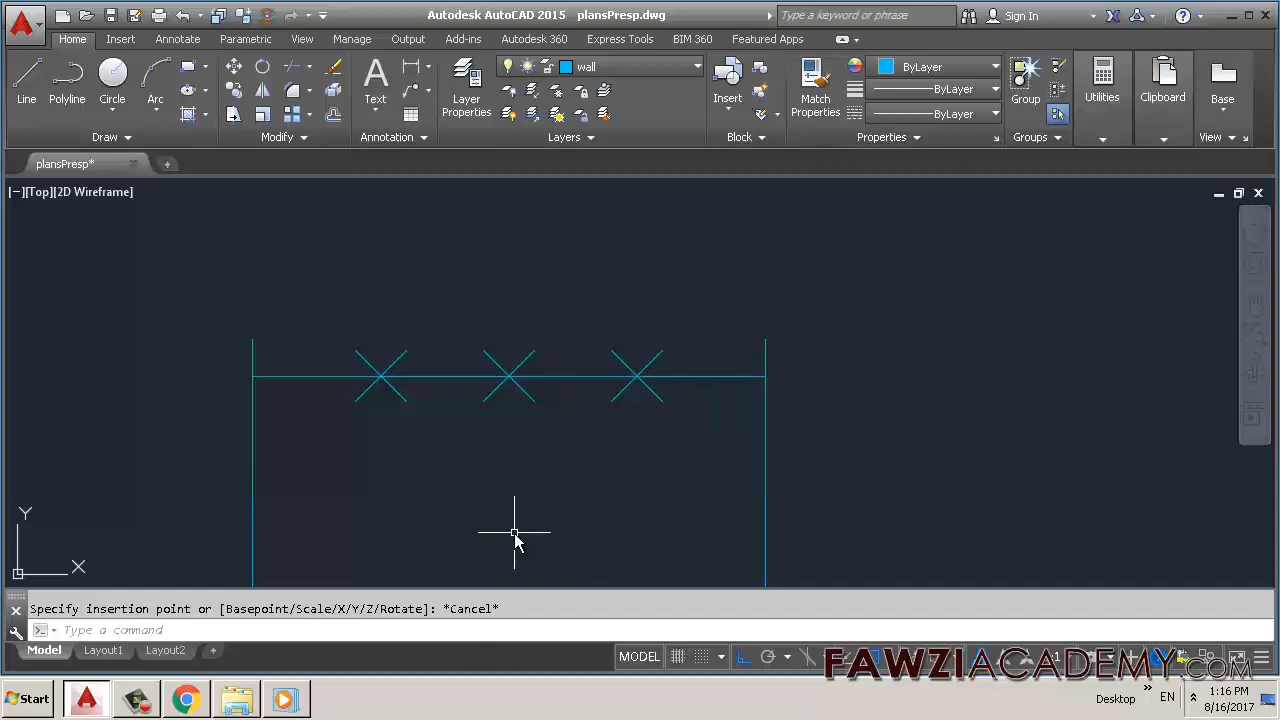 Autodesk AutoCAD 2015 plansPresp.dwg
Type a keyword or phrase
Sign In
Home Insert Annotate Parametric View Manage Output Add-ins Autodesk 360 Express Tools BIM 360 Featured Apps
Line Polyline Circle Arc
Text
Layer Properties
wall
Insert
Match Properties
ByLayer
ByLayer
ByLayer
Group
Utilities
Clipboard
Base
Draw Modify Annotation Layers Block Properties Groups View
plansPresp*
[−][Top][2D Wireframe]
Y
X
Specify insertion point or [Basepoint/Scale/X/Y/Z/Rotate]: *Cancel*
Type a command
Model Layout1 Layout2
MODEL
FAWZIACADEMY.COM
Start
Desktop
EN
1:16 PM
8/16/2017